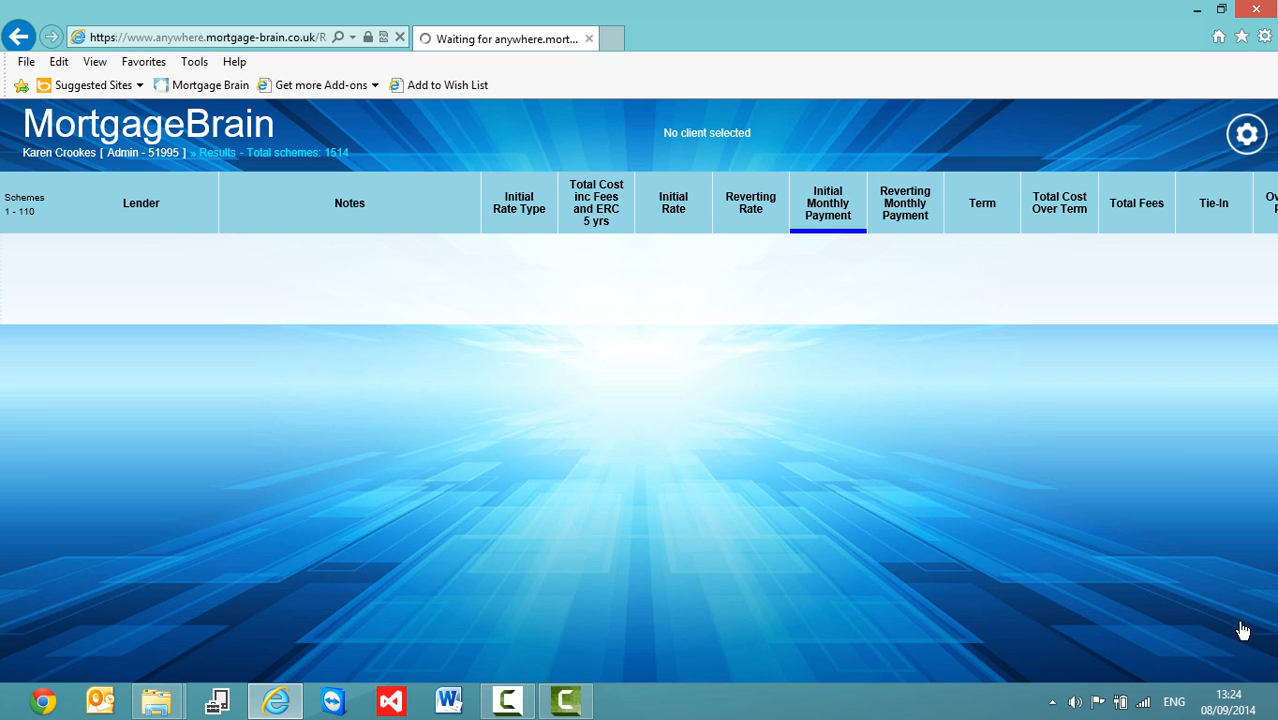 https://www.anywhere.mortgage-brain.co.uk/R
Waiting for anywhere.mort...
File Edit View Favorites Tools Help
Suggested Sites Mortgage Brain Get more Add-ons Add to Wish List
MortgageBrain
No client selected
Karen Crookes [ Admin - 51995 ] » Results - Total schemes: 1514
Schemes
1 - 110
Lender
Notes
Initial
Rate Type
Total Cost
inc Fees
and ERC
5 yrs
Initial
Rate
Reverting
Rate
Initial
Monthly
Payment
Reverting
Monthly
Payment
Term
Total Cost
Over Term
Total Fees
Tie-In
13:24
ENG
08/09/2014